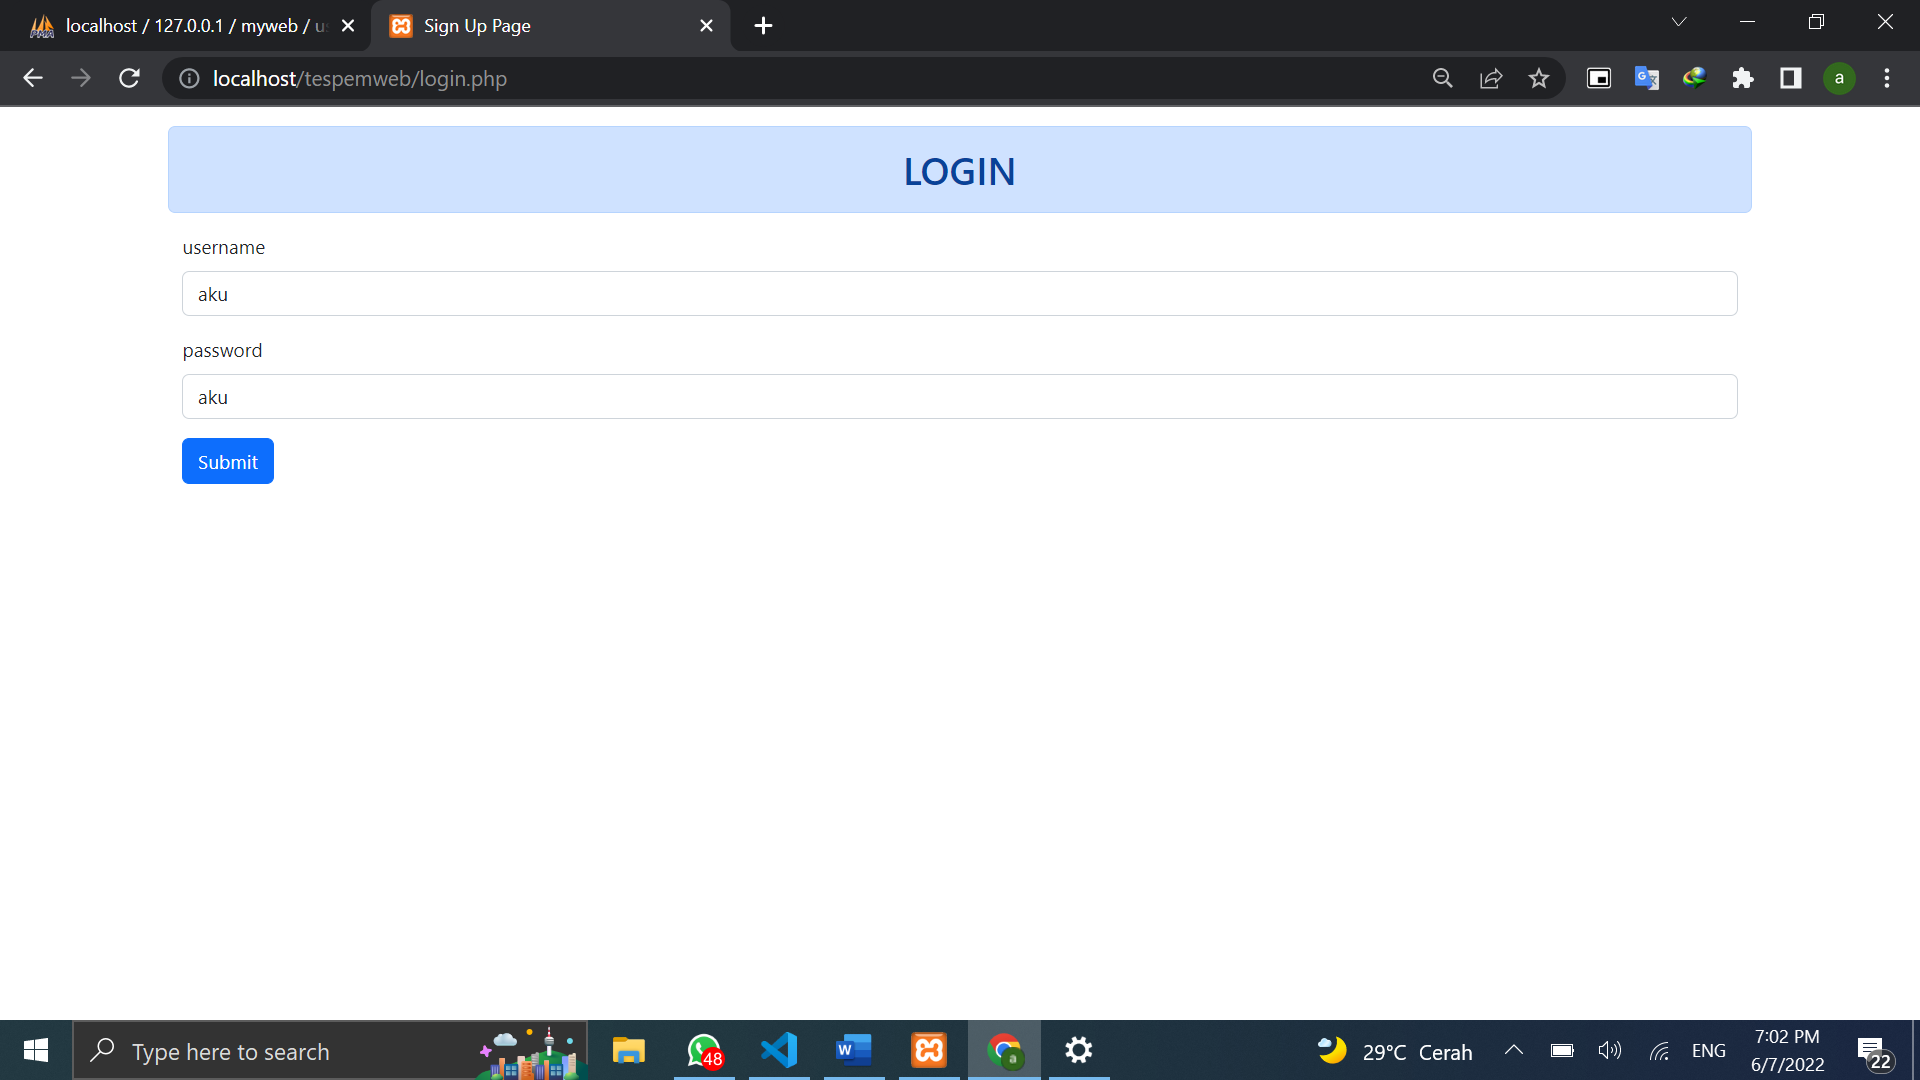 localhost / 127.0.0.1 / myweb / us
Sign Up Page
localhost/tespemweb/login.php
a
LOGIN
username
aku
password
aku
Submit
Type here to search
48
a
29°C Cerah
ENG
7:02 PM
6/7/2022
22